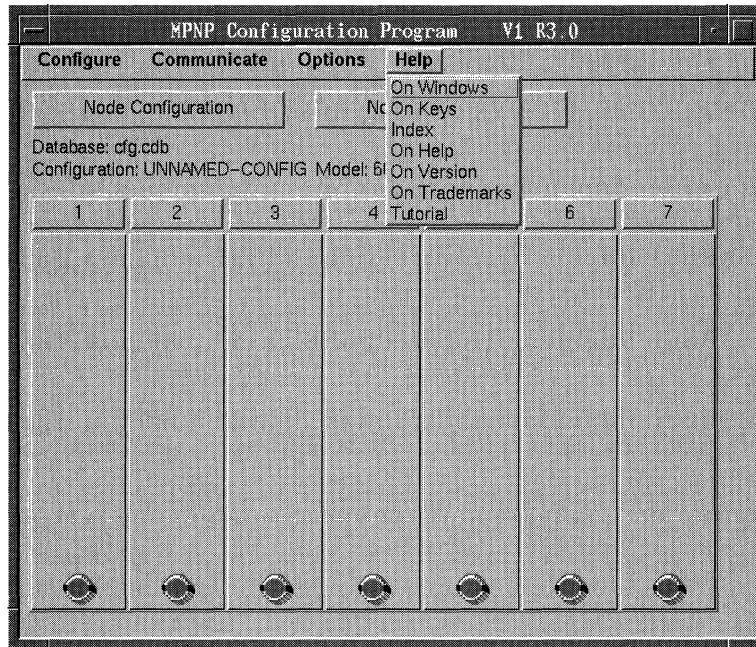 MPNP Configuration Program V1 R3.0
Configure Communicate Options Help
On Windows
On Keys
Index
On Help
On Version
On Trademarks
Tutorial
Node Configuration
Database: cfg.cdb
Configuration: UNNAMED-CONFIG Model:
1 2 3 4 6 7